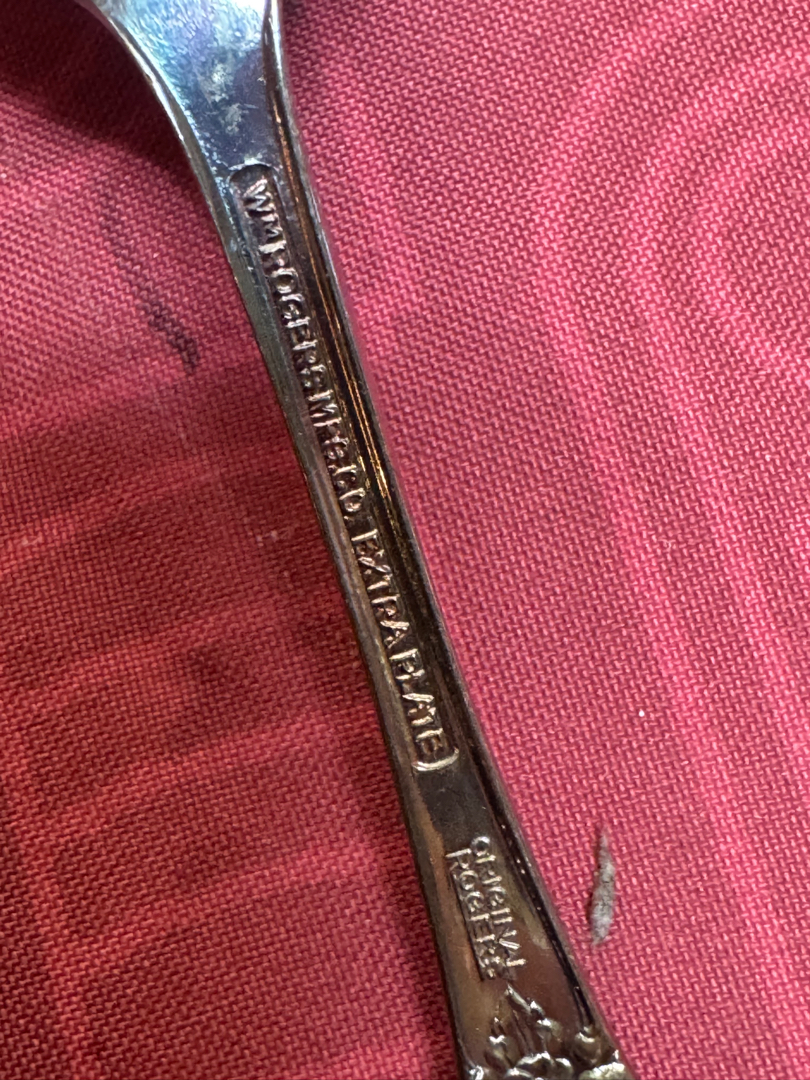 WM ROGERS MFG. CO. EXTRA PLATE
ORIGINAL
ROGERS